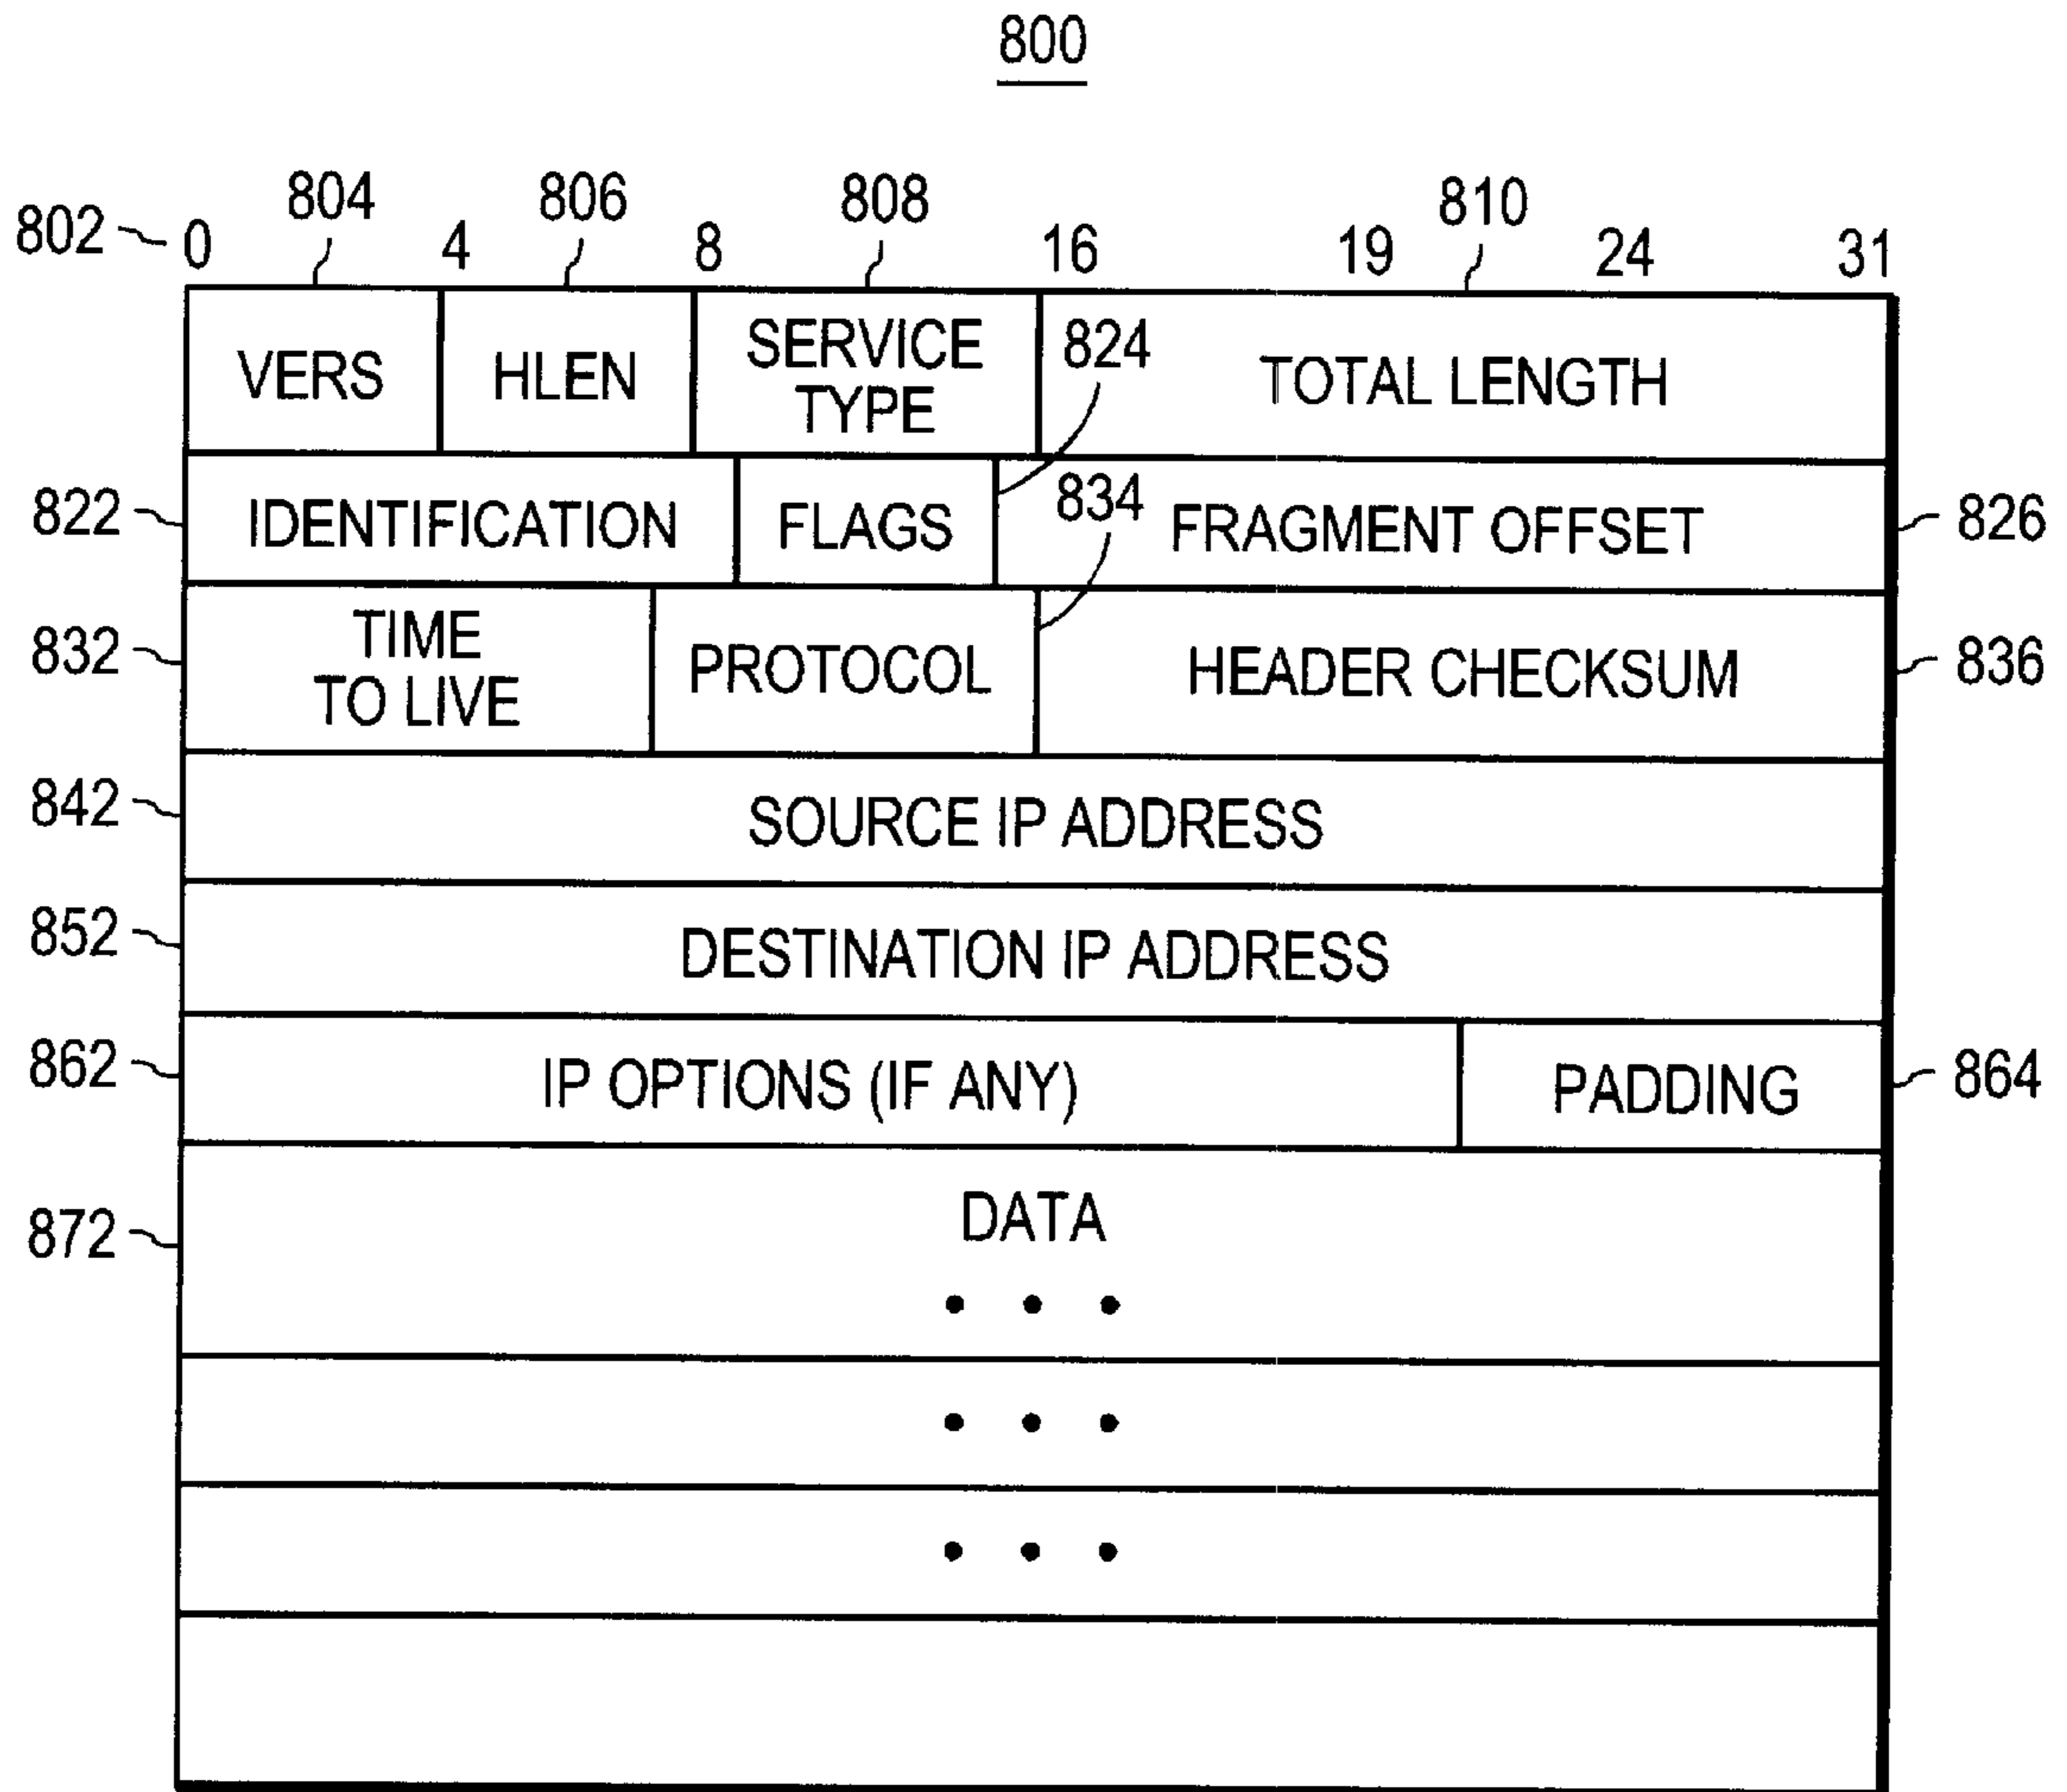 800
804 806 808 810
802 0 4 8 16 19 24 31
VERS HLEN SERVICE TYPE 824 TOTAL LENGTH
822 IDENTIFICATION FLAGS 834 FRAGMENT OFFSET 826
832 TIME TO LIVE PROTOCOL HEADER CHECKSUM 836
842 SOURCE IP ADDRESS
852 DESTINATION IP ADDRESS
862 IP OPTIONS (IF ANY) PADDING 864
872 DATA
• • •
• • •
• • •